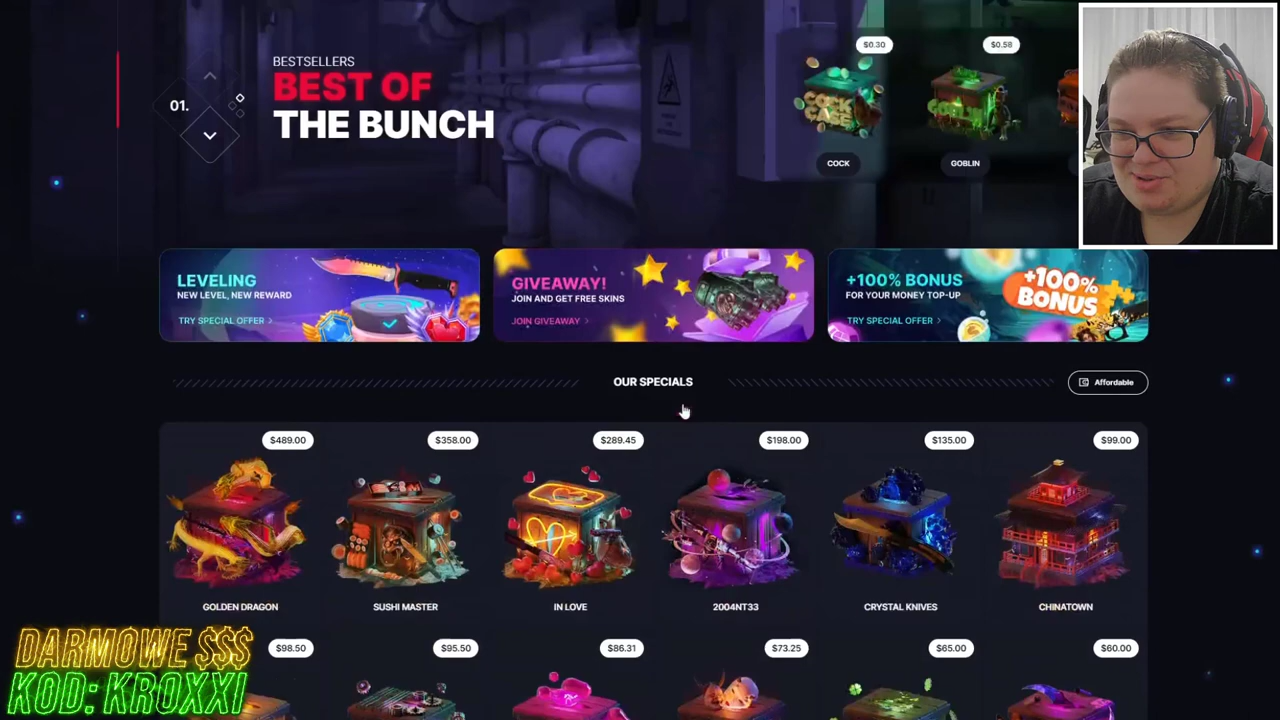 BESTSELLERS
BEST OF
THE BUNCH
01.
$0.30
$0.58
COCK
CASE
COCK
GOBLIN
LEVELING
NEW LEVEL, NEW REWARD
TRY SPECIAL OFFER >
GIVEAWAY!
JOIN AND GET FREE SKINS
JOIN GIVEAWAY >
+100% BONUS
FOR YOUR MONEY TOP-UP
TRY SPECIAL OFFER >
+100%
BONUS
OUR SPECIALS
Affordable
$489.00
$358.00
$289.45
$198.00
$135.00
$99.00
GOLDEN DRAGON
SUSHI MASTER
IN LOVE
2004NT33
CRYSTAL KNIVES
CHINATOWN
$98.50
$95.50
$86.31
$73.25
$65.00
$60.00
DARMOWE $$$
KOD: KROXXI